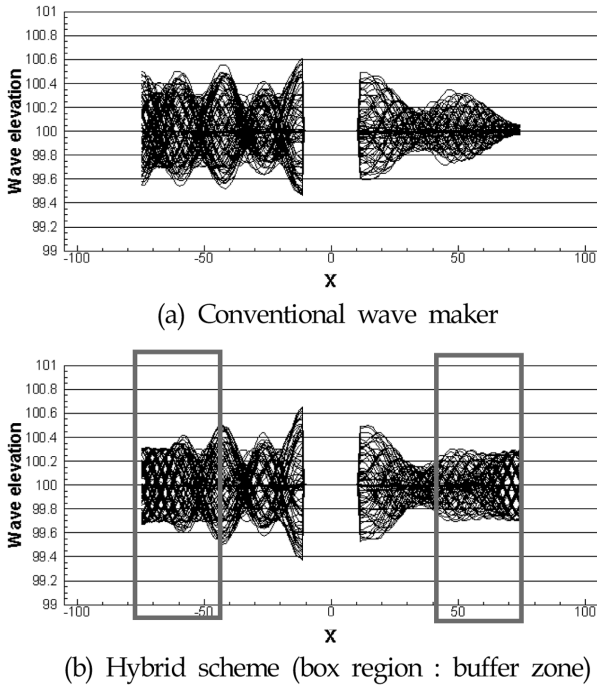 101
100.8
100.6
100.4
100.2
100
99.8
99.6
99.4
99.2
99
Wave elevation
-100 -50 0 50 100
X
(a) Conventional wave maker
101
100.8
100.6
100.4
100.2
100
99.8
99.6
99.4
99.2
99
Wave elevation
-100 -50 0 50 100
X
(b) Hybrid scheme (box region : buffer zone)